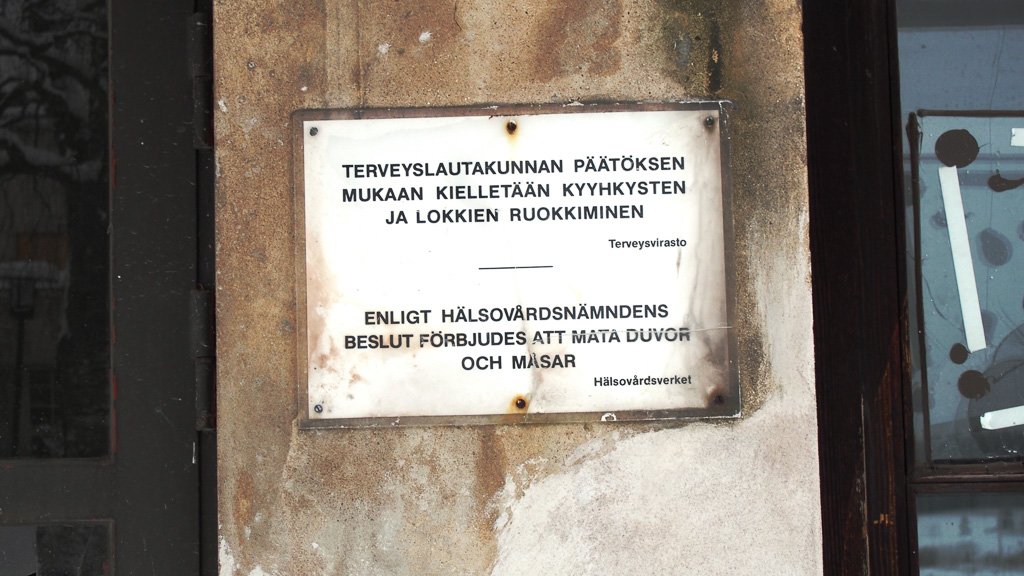 TERVEYSLAUTAKUNNAN PÄÄTÖKSEN
MUKAAN KIELLETÄÄN KYYHKYSTEN
JA LOKKIEN RUOKKIMINEN
Terveysvirasto
ENLIGT HÄLSOVÅRDSNÄMNDENS
BESLUT FÖRBJUDES ATT MATA DUVOR
OCH MÅSAR
Hälsovårdsverket